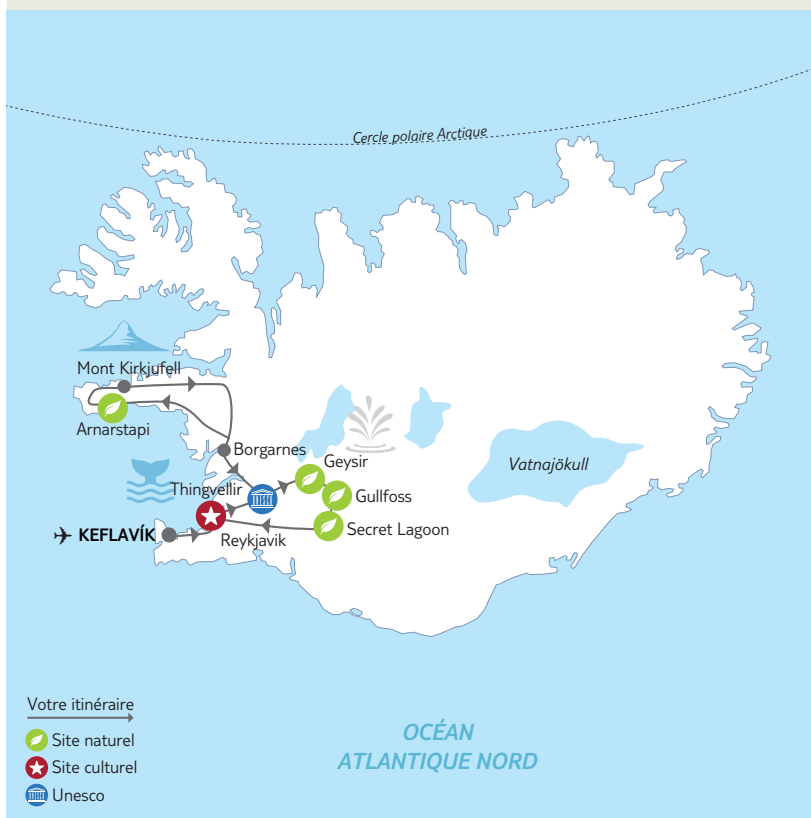 Cercle polaire Arctique
Mont Kirkjufell
Arnarstapi
Borgarnes
Geysir
Vatnajökull
Thingvellir
Gullfoss
Secret Lagoon
KEFLAVÍK
Reykjavik
Votre itinéraire
Site naturel
Site culturel
Unesco
OCÉAN
ATLANTIQUE NORD